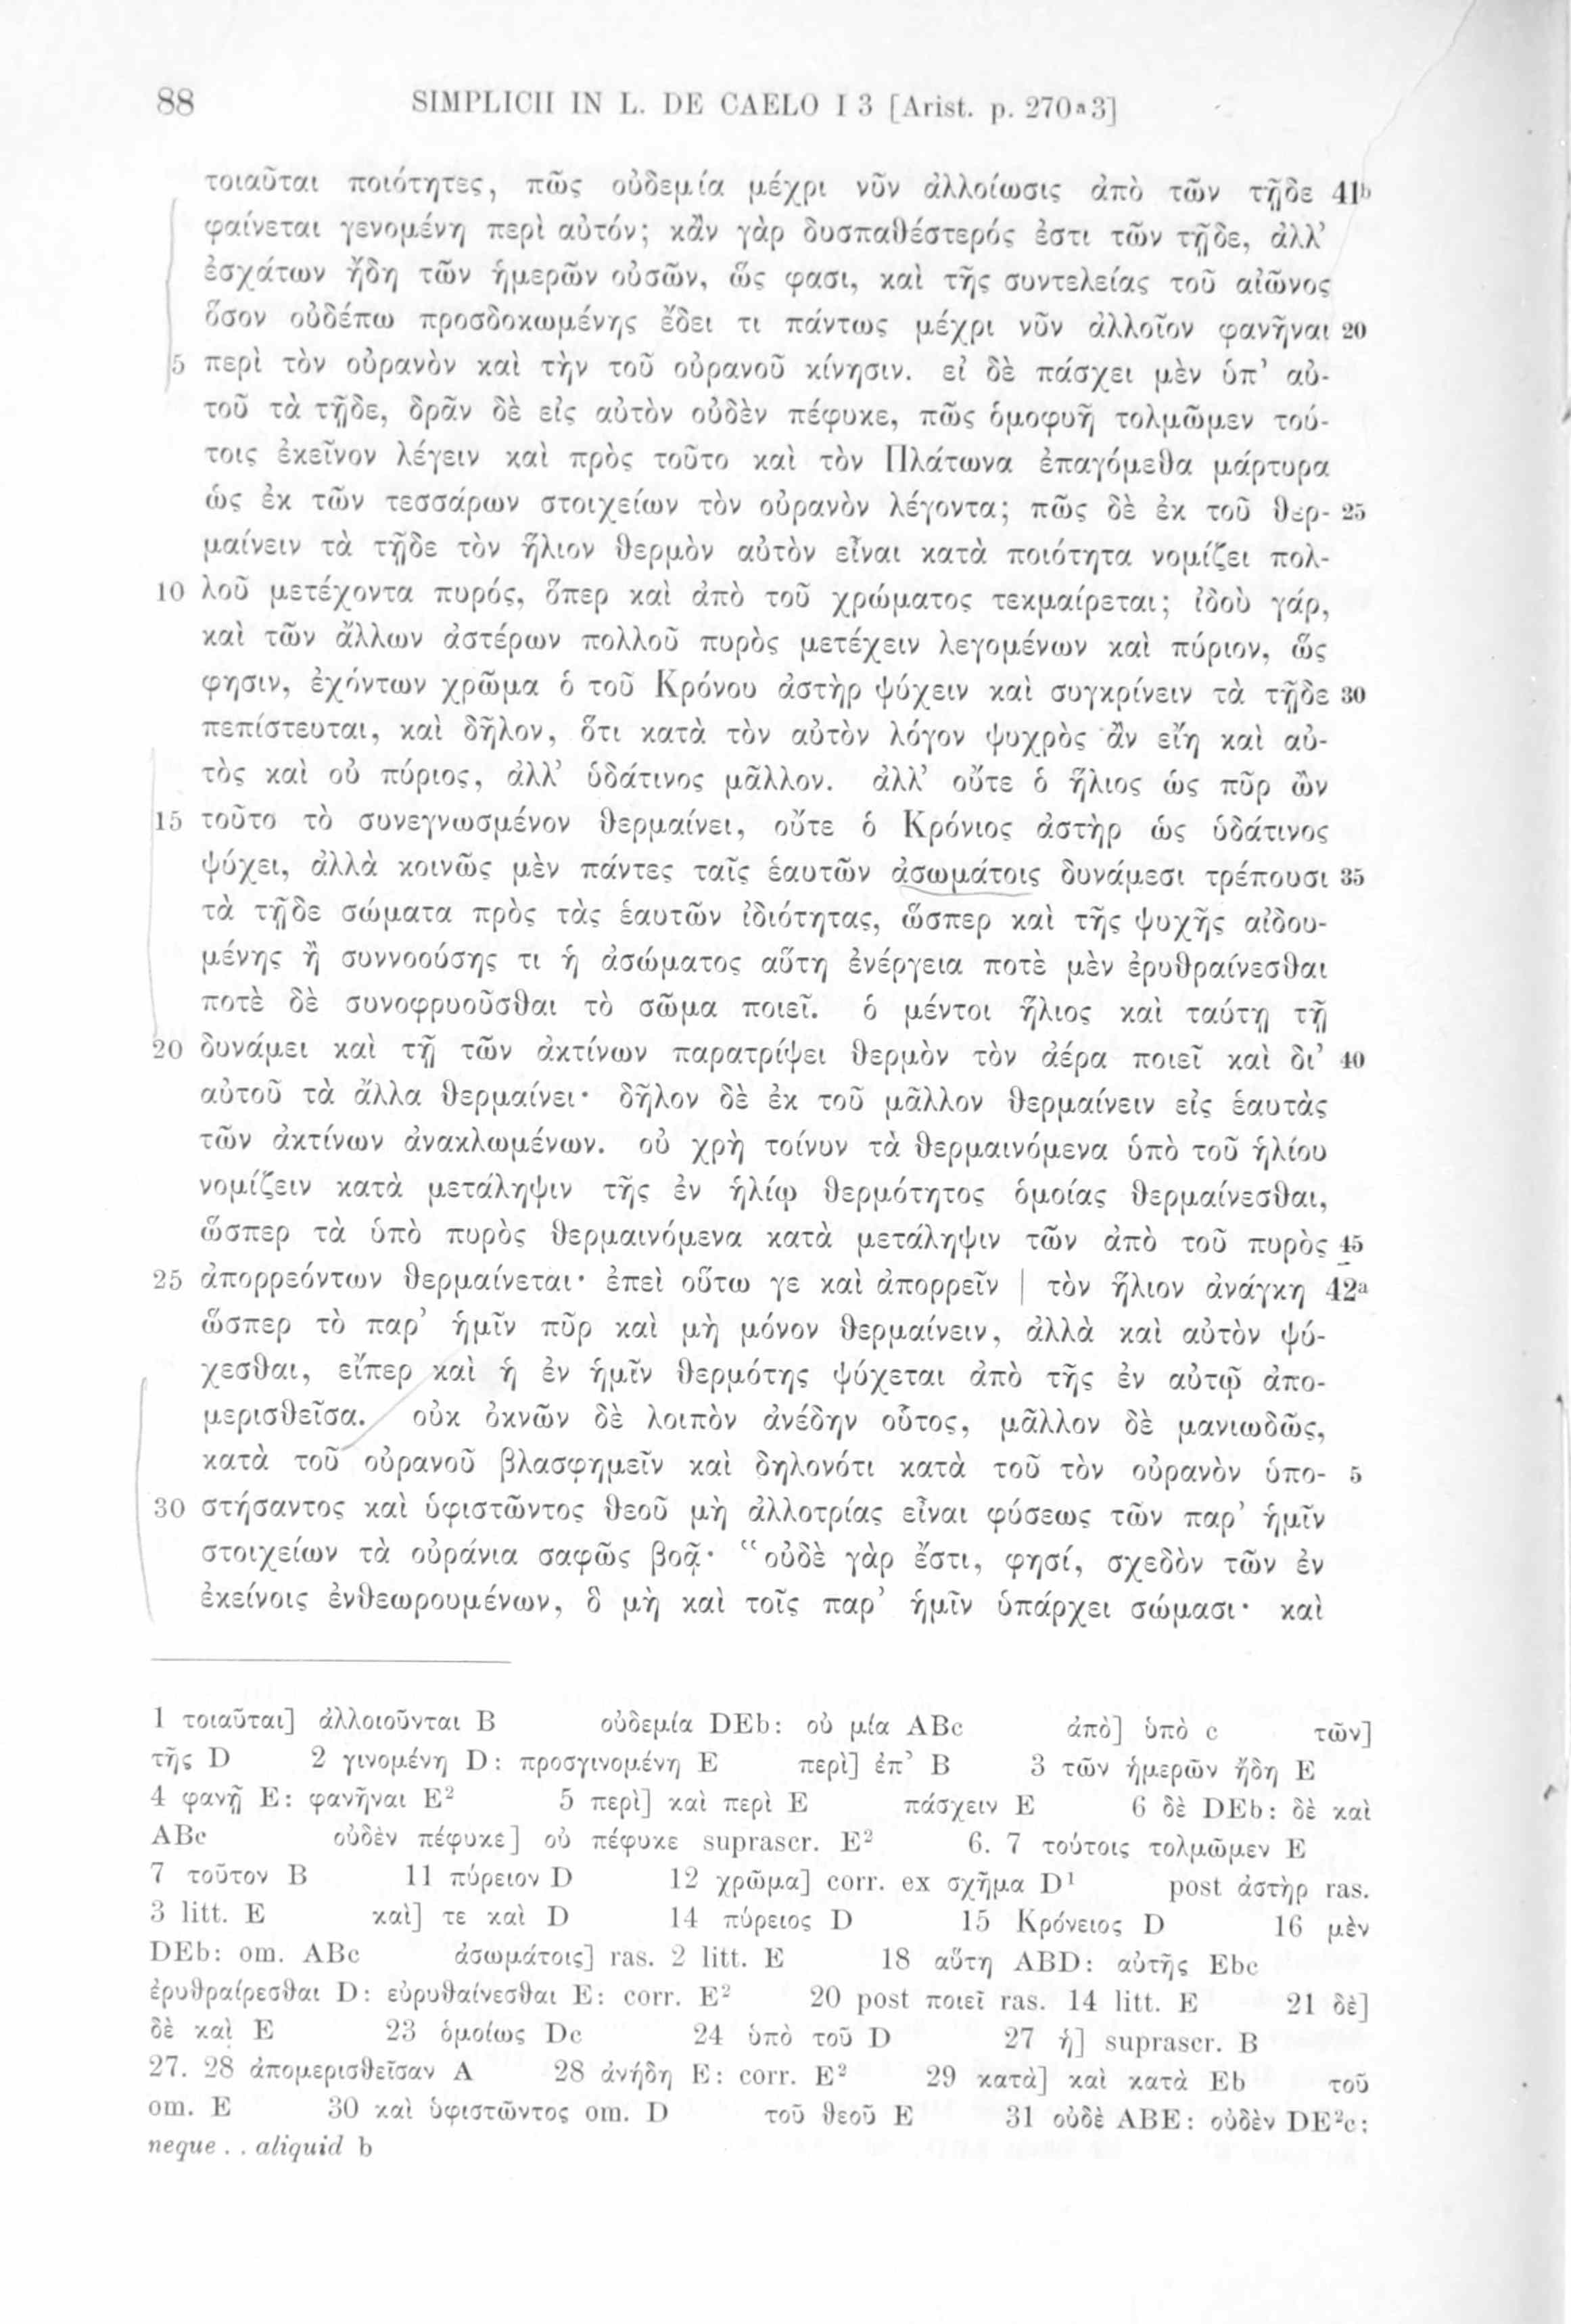 88 SIMPLICII IN L. DE CAELO I 3 [Arist. p. 270ᵃ3]
τοιαῦται ποιότητες, πῶς οὐδεμία μέχρι νῦν ἀλλοίωσις ἀπὸ τῶν τῇδε 41ᵇ
φαίνεται γενομένη περὶ αὐτόν; κἂν γὰρ δυσπαθέστερός ἐστι τῶν τῇδε, ἀλλ’
ἐσχάτων ἤδη τῶν ἡμερῶν οὐσῶν, ὥς φασι, καὶ τῆς συντελείας τοῦ αἰῶνος
ὅσον οὐδέπω προσδοκωμένης ἔδει τι πάντως μέχρι νῦν ἀλλοῖον φανῆναι 20
5 περὶ τὸν οὐρανὸν καὶ τὴν τοῦ οὐρανοῦ κίνησιν. εἰ δὲ πάσχει μὲν ὑπ’ αὐ-
τοῦ τὰ τῇδε, δρᾶν δὲ εἰς αὐτὸν οὐδὲν πέφυκε, πῶς ὁμοφυῆ τολμῶμεν τού-
τοις ἐκεῖνον λέγειν καὶ πρὸς τοῦτο καὶ τὸν Πλάτωνα ἐπαγόμεθα μάρτυρα
ὡς ἐκ τῶν τεσσάρων στοιχείων τὸν οὐρανὸν λέγοντα; πῶς δὲ ἐκ τοῦ θερ- 25
μαίνειν τὰ τῇδε τὸν ἥλιον θερμὸν αὐτὸν εἶναι κατὰ ποιότητα νομίζει πολ-
10 λοῦ μετέχοντα πυρός, ὅπερ καὶ ἀπὸ τοῦ χρώματος τεκμαίρεται; ἰδοὺ γάρ,
καὶ τῶν ἄλλων ἀστέρων πολλοῦ πυρὸς μετέχειν λεγομένων καὶ πύριον, ὥς
φησιν, ἐχόντων χρῶμα ὁ τοῦ Κρόνου ἀστὴρ ψύχειν καὶ συγκρίνειν τὰ τῇδε 30
πεπίστευται, καὶ δῆλον, ὅτι κατὰ τὸν αὐτὸν λόγον ψυχρὸς ἂν εἴη καὶ αὐ-
τὸς καὶ οὐ πύριος, ἀλλ’ ὑδάτινος μᾶλλον. ἀλλ’ οὔτε ὁ ἥλιος ὡς πῦρ ὢν
15 τοῦτο τὸ συνεγνωσμένον θερμαίνει, οὔτε ὁ Κρόνιος ἀστὴρ ὡς ὑδάτινος
ψύχει, ἀλλὰ κοινῶς μὲν πάντες ταῖς ἑαυτῶν ἀσωμάτοις δυνάμεσι τρέπουσι 35
τὰ τῇδε σώματα πρὸς τὰς ἑαυτῶν ἰδιότητας, ὥσπερ καὶ τῆς ψυχῆς αἰδου-
μένης ἢ συννοούσης τι ἡ ἀσώματος αὕτη ἐνέργεια ποτὲ μὲν ἐρυθραίνεσθαι
ποτὲ δὲ συνοφρυοῦσθαι τὸ σῶμα ποιεῖ. ὁ μέντοι ἥλιος καὶ ταύτῃ τῇ
20 δυνάμει καὶ τῇ τῶν ἀκτίνων παρατρίψει θερμὸν τὸν ἀέρα ποιεῖ καὶ δι’ 40
αὐτοῦ τὰ ἄλλα θερμαίνει· δῆλον δὲ ἐκ τοῦ μᾶλλον θερμαίνειν εἰς ἑαυτὰς
τῶν ἀκτίνων ἀνακλωμένων. οὐ χρὴ τοίνυν τὰ θερμαινόμενα ὑπὸ τοῦ ἡλίου
νομίζειν κατὰ μετάληψιν τῆς ἐν ἡλίῳ θερμότητος ὁμοίας θερμαίνεσθαι,
ὥσπερ τὰ ὑπὸ πυρὸς θερμαινόμενα κατὰ μετάληψιν τῶν ἀπὸ τοῦ πυρὸς 45
25 ἀπορρεόντων θερμαίνεται· ἐπεὶ οὕτω γε καὶ ἀπορρεῖν | τὸν ἥλιον ἀνάγκη 42ᵃ
ὥσπερ τὸ παρ’ ἡμῖν πῦρ καὶ μὴ μόνον θερμαίνειν, ἀλλὰ καὶ αὐτὸν ψύ-
χεσθαι, εἴπερ καὶ ἡ ἐν ἡμῖν θερμότης ψύχεται ἀπὸ τῆς ἐν αὐτῷ ἀπο-
μερισθεῖσα. οὐκ ὀκνῶν δὲ λοιπὸν ἀνέδην οὗτος, μᾶλλον δὲ μανιωδῶς,
κατὰ τοῦ οὐρανοῦ βλασφημεῖν καὶ δηλονότι κατὰ τοῦ τὸν οὐρανὸν ὑπο- 5
30 στήσαντος καὶ ὑφιστῶντος θεοῦ μὴ ἀλλοτρίας εἶναι φύσεως τῶν παρ’ ἡμῖν
στοιχείων τὰ οὐράνια σαφῶς βοᾷ· “οὐδὲ γὰρ ἔστι, φησί, σχεδὸν τῶν ἐν
ἐκείνοις ἐνθεωρουμένων, ὃ μὴ καὶ τοῖς παρ’ ἡμῖν ὑπάρχει σώμασι· καὶ
1 τοιαῦται] ἀλλοιοῦνται B οὐδεμία DEb: οὐ μία ABc ἀπὸ] ὑπὸ c τῶν]
τῆς D 2 γινομένη D: προσγινομένη E περὶ] ἐπ’ B 3 τῶν ἡμερῶν ἤδη E
4 φανῇ E: φανῆναι E² 5 περὶ] καὶ περὶ E πάσχειν E 6 δὲ DEb: δὲ καὶ
ABc οὐδὲν πέφυκε] οὐ πέφυκε suprascr. E² 6. 7 τούτοις τολμῶμεν E
7 τοῦτον B 11 πύρειον D 12 χρῶμα] corr. ex σχῆμα D¹ post ἀστὴρ ras.
3 litt. E καὶ] τε καὶ D 14 πύρειος D 15 Κρόνειος D 16 μὲν
DEb: om. ABc ἀσωμάτοις] ras. 2 litt. E 18 αὕτη ABD: αὐτῆς Ebc
ἐρυθραίρεσθαι D: εὐρυθαίνεσθαι E: corr. E² 20 post ποιεῖ ras. 14 litt. E 21 δὲ]
δὲ καὶ E 23 ὁμοίως Dc 24 ὑπὸ τοῦ D 27 ἡ] suprascr. B
27. 28 ἀπομερισθεῖσαν A 28 ἀνήδη E: corr. E² 29 κατὰ] καὶ κατὰ Eb τοῦ
om. E 30 καὶ ὑφιστῶντος om. D τοῦ θεοῦ E 31 οὐδὲ ABE: οὐδὲν DE²c:
neque . . aliquid b